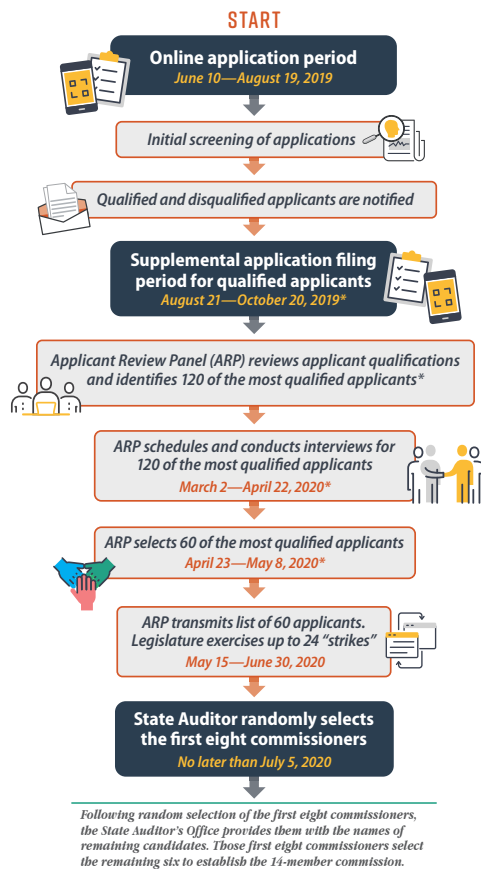 START
Online application period
June 10—August 19, 2019
Initial screening of applications
Qualified and disqualified applicants are notified
Supplemental application filing
period for qualified applicants
August 21—October 20, 2019*
Applicant Review Panel (ARP) reviews applicant qualifications
and identifies 120 of the most qualified applicants*
ARP schedules and conducts interviews for
120 of the most qualified applicants
March 2—April 22, 2020*
ARP selects 60 of the most qualified applicants
April 23—May 8, 2020*
ARP transmits list of 60 applicants.
Legislature exercises up to 24 “strikes”
May 15—June 30, 2020
State Auditor randomly selects
the first eight commissioners
No later than July 5, 2020
Following random selection of the first eight commissioners,
the State Auditor’s Office provides them with the names of
remaining candidates. Those first eight commissioners select
the remaining six to establish the 14-member commission.